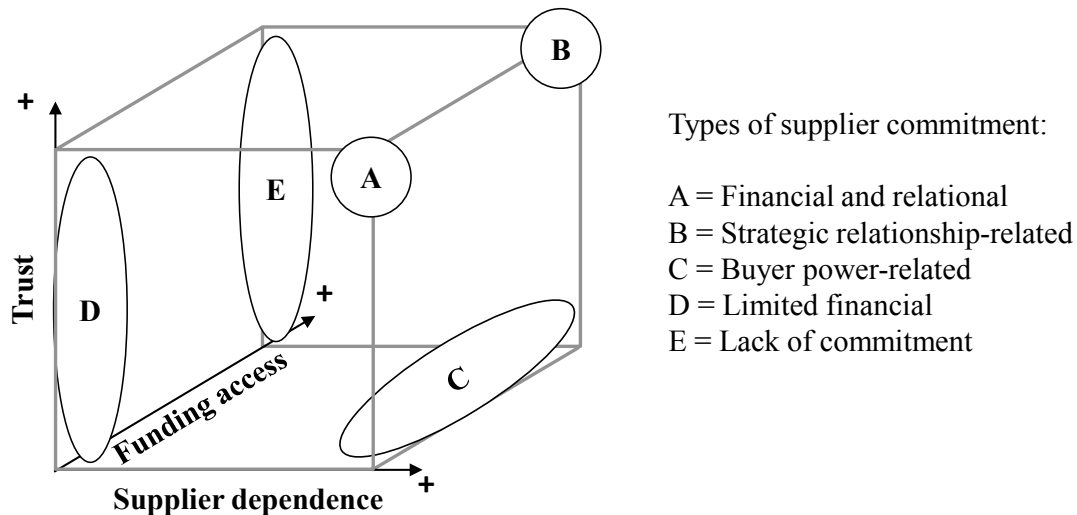 B
Types of supplier commitment:
+
A
E
A = Financial and relational
B = Strategic relationship-related
C = Buyer power-related
D = Limited financial
E = Lack of commitment
Trust
D
+
Funding access
C
Supplier dependence
+